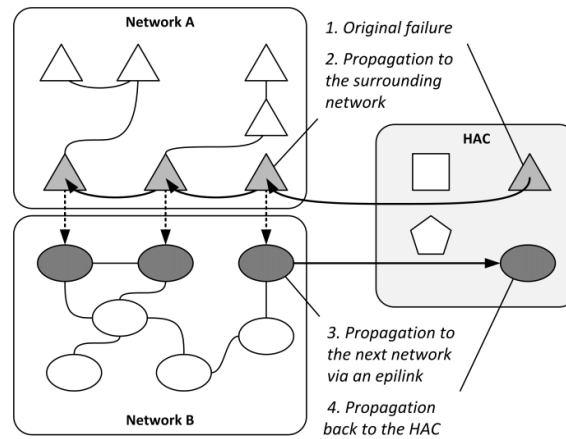 Network A
1. Original failure
2. Propagation to
the surrounding
network
HAC
3. Propagation to
the next network
via an epilink
4. Propagation
back to the HAC
Network B